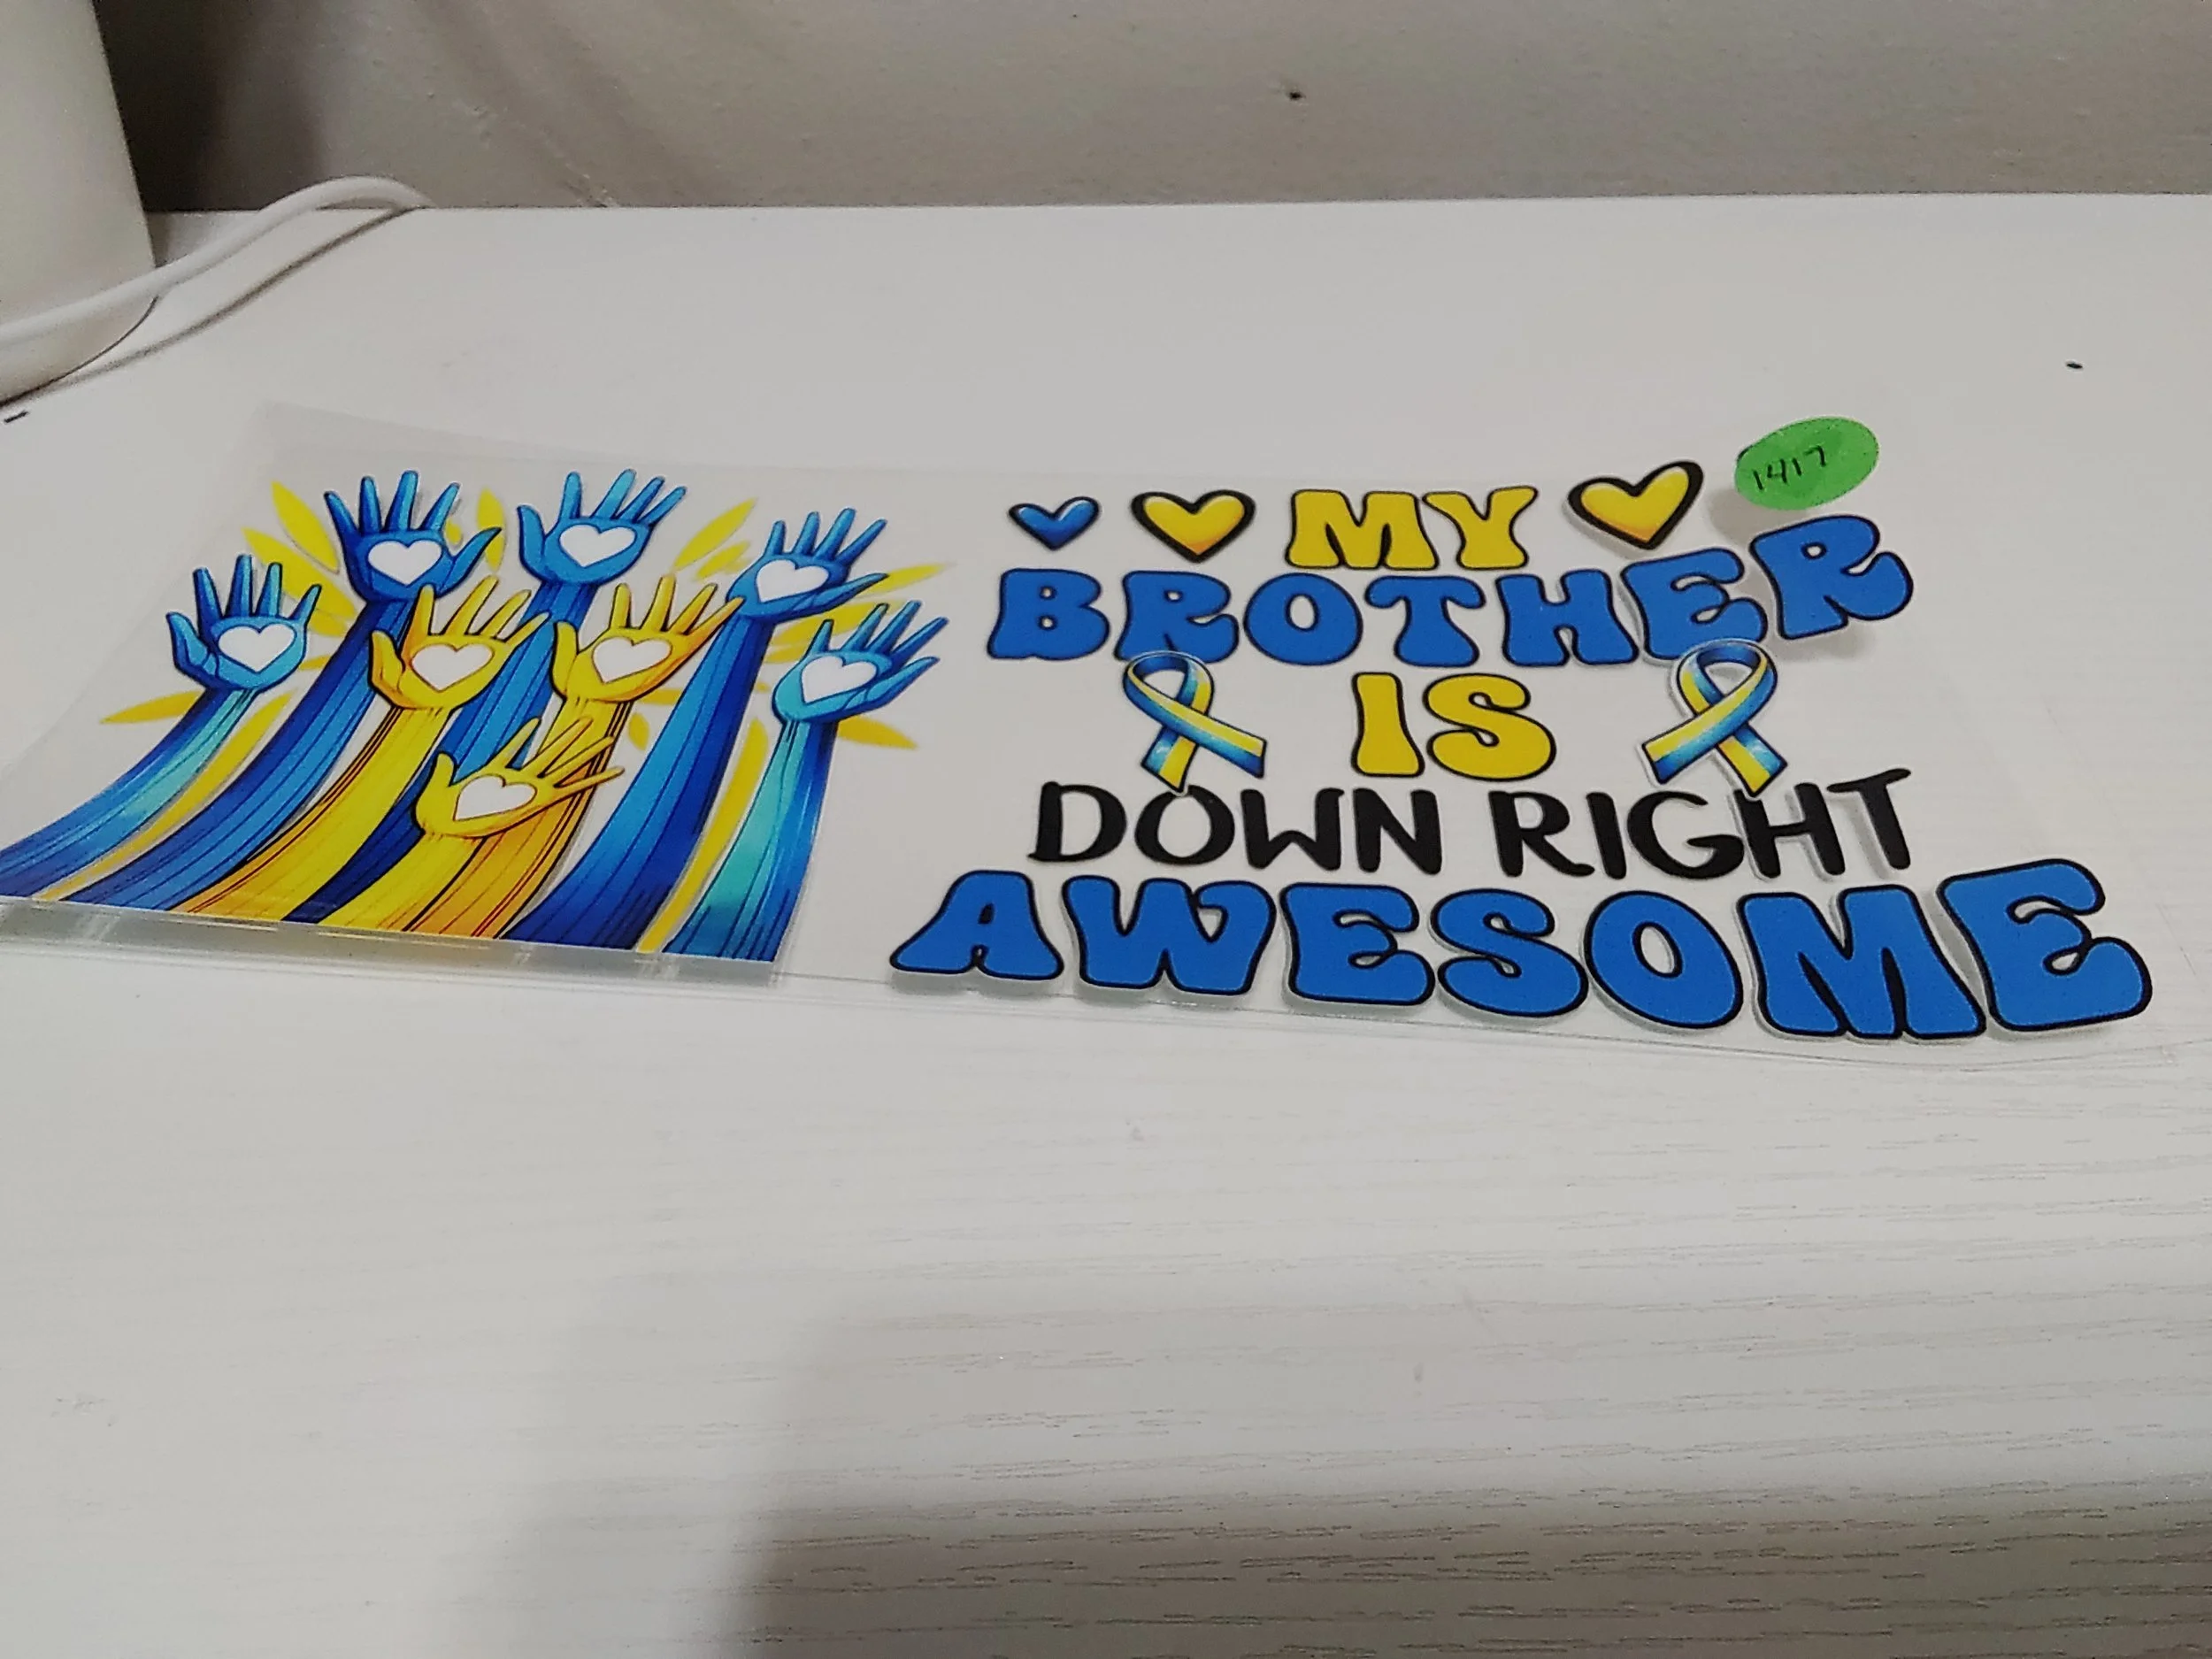 1417
MY
BROTHER
IS
DOWN RIGHT
AWESOME